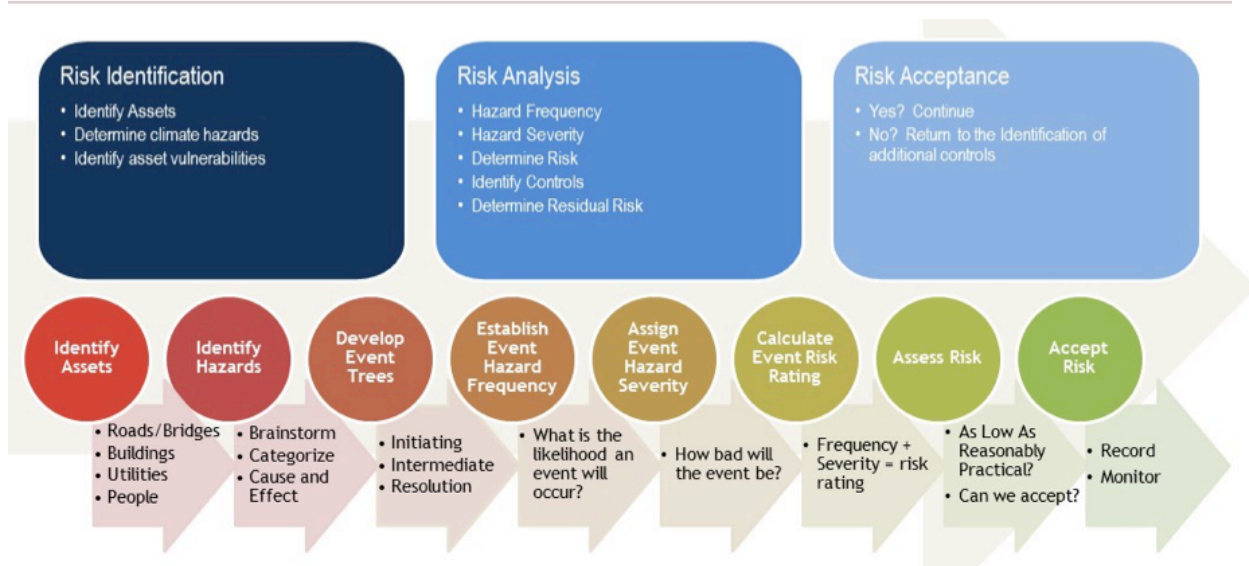 Risk Identification
• Identify Assets
• Determine climate hazards
• Identify asset vulnerabilities
Risk Analysis
• Hazard Frequency
• Hazard Severity
• Determine Risk
• Identify Controls
• Determine Residual Risk
Risk Acceptance
• Yes? Continue
• No? Return to the Identification of
additional controls
Identify
Assets
• Roads/Bridges
• Buildings
• Utilities
• People
Identify
Hazards
• Brainstorm
• Categorize
• Cause and
Effect
Develop
Event
Trees
• Initiating
• Intermediate
• Resolution
Establish
Event
Hazard
Frequency
• What is the
likelihood an
event will
occur?
Assign
Event
Hazard
Severity
• How bad will
the event be?
Calculate
Event Risk
Rating
• Frequency +
Severity = risk
rating
Assess Risk
• As Low As
Reasonably
Practical?
• Can we accept?
Accept
Risk
• Record
• Monitor